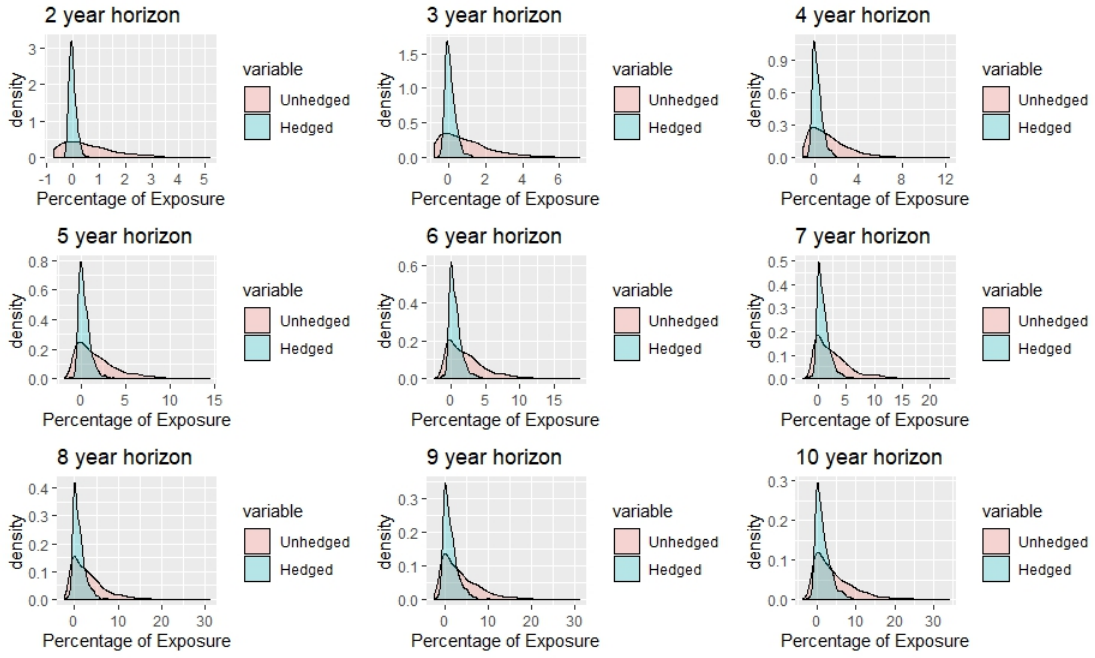 2 year horizon
3
2
1
0
-1 0 1 2 3 4 5
density
Percentage of Exposure
variable
Unhedged
Hedged
3 year horizon
1.5
1.0
0.5
0.0
0 2 4 6
density
Percentage of Exposure
variable
Unhedged
Hedged
4 year horizon
0.9
0.6
0.3
0.0
0 4 8 12
density
Percentage of Exposure
variable
Unhedged
Hedged
5 year horizon
0.8
0.6
0.4
0.2
0.0
0 5 10 15
density
Percentage of Exposure
variable
Unhedged
Hedged
6 year horizon
0.6
0.4
0.2
0.0
0 5 10 15
density
Percentage of Exposure
variable
Unhedged
Hedged
7 year horizon
0.5
0.4
0.3
0.2
0.1
0.0
0 5 10 15 20
density
Percentage of Exposure
variable
Unhedged
Hedged
8 year horizon
0.4
0.3
0.2
0.1
0.0
0 10 20 30
density
Percentage of Exposure
variable
Unhedged
Hedged
9 year horizon
0.3
0.2
0.1
0.0
0 10 20 30
density
Percentage of Exposure
variable
Unhedged
Hedged
10 year horizon
0.3
0.2
0.1
0.0
0 10 20 30
density
Percentage of Exposure
variable
Unhedged
Hedged